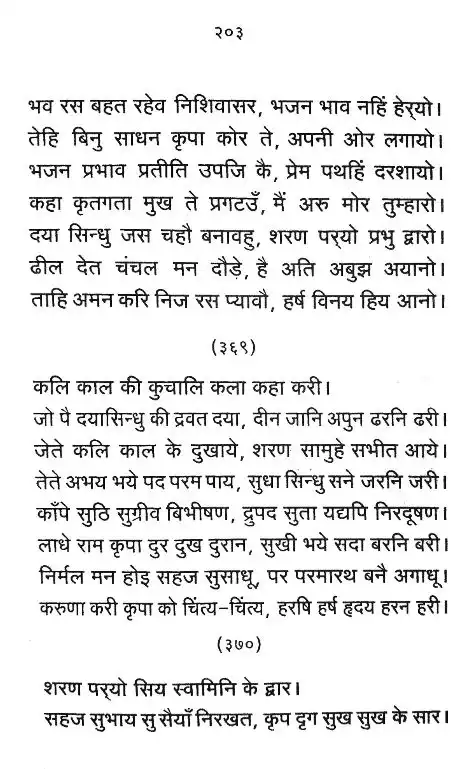 २०३
भव रस बहत रहेव निशिवासर, भजन भाव नहिं हेर्‍यो।
तेहि बिनु साधन कृपा कोर ते, अपनी ओर लगायो।
भजन प्रभाव प्रतीति उपजि कै, प्रेम पथहिं दरशायो।
कहा कृतगता मुख ते प्रगटउँ, मैं अरु मोर तुम्हारो।
दया सिन्धु जस चहौ बनावहु, शरण पर्‍यो प्रभु द्वारो।
ढील देत चंचल मन दौड़े, है अति अबुझ अयानो।
ताहि अमन करि निज रस प्यावौ, हर्ष विनय हिय आनो।
(३६९)
कलि काल की कुचालि कला कहा करी।
जो पै दयासिन्धु की द्रवत दया, दीन जानि अपुन ढरनि ढरी।
जेते कलि काल के दुखाये, शरण सामुहे सभीत आये।
तेते अभय भये पद परम पाय, सुधा सिन्धु सने जरनि जरी।
काँपे सुठि सुग्रीव बिभीषण, द्रुपद सुता यद्यपि निरदूषण।
लाधे राम कृपा दुर दुख दुरान, सुखी भये सदा बरनि बरी।
निर्मल मन होइ सहज सुसाधू, पर परमारथ बनै अगाधू।
करुणा करी कृपा को चिंत्य-चिंत्य, हरषि हर्ष हृदय हरन हरी।
(३७०)
शरण पर्‍यो सिय स्वामिनि के द्वार।
सहज सुभाय सु सैयाँ निरखत, कृप दृग सुख सुख के सार।